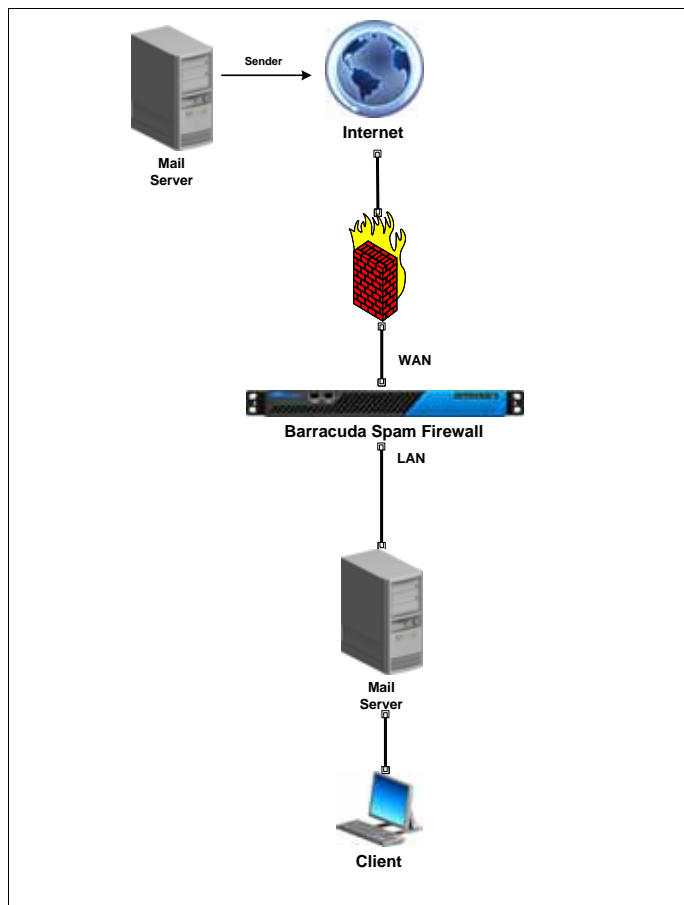 Sender
Mail
Server
Internet
WAN
Barracuda Spam Firewall
LAN
Mail
Server
Client